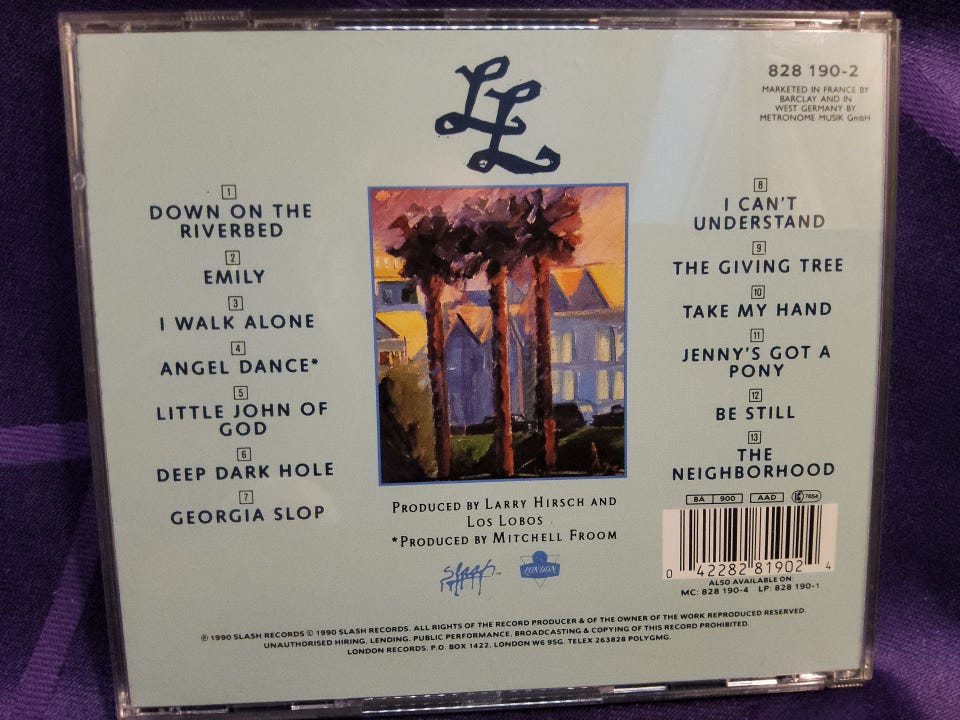 LL
828 190-2
MARKETED IN FRANCE BY
BARCLAY AND IN
WEST GERMANY BY
METRONOME MUSIK GmbH
1
DOWN ON THE
RIVERBED
2
EMILY
3
I WALK ALONE
4
ANGEL DANCE*
5
LITTLE JOHN OF
GOD
6
DEEP DARK HOLE
7
GEORGIA SLOP
8
I CAN'T
UNDERSTAND
9
THE GIVING TREE
10
TAKE MY HAND
11
JENNY'S GOT A
PONY
12
BE STILL
13
THE
NEIGHBORHOOD
PRODUCED BY LARRY HIRSCH AND
LOS LOBOS
*PRODUCED BY MITCHELL FROOM
slash
LONDON
BA 900 AAD LC 7654
0 42282 81902 4
ALSO AVAILABLE ON:
MC: 828 190-4 LP: 828 190-1
℗ 1990 SLASH RECORDS © 1990 SLASH RECORDS. ALL RIGHTS OF THE RECORD PRODUCER & OF THE OWNER OF THE WORK REPRODUCED RESERVED.
UNAUTHORISED HIRING, LENDING, PUBLIC PERFORMANCE, BROADCASTING & COPYING OF THIS RECORD PROHIBITED.
LONDON RECORDS. P.O. BOX 1422, LONDON W6 9SG. TELEX 263828 POLYGMG.